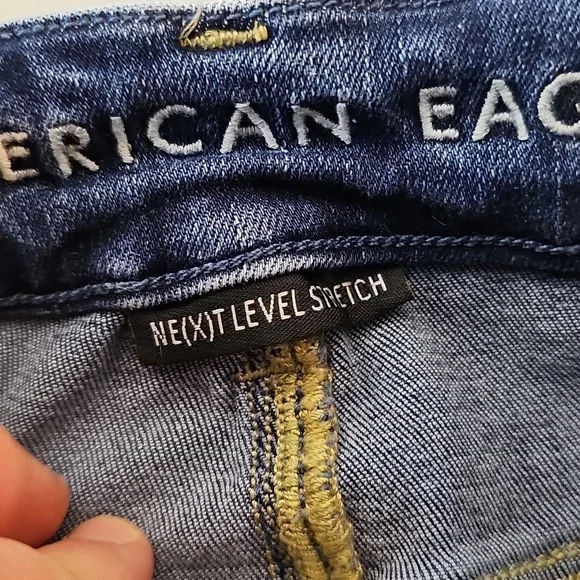 ERICAN EAG
NE(X)T LEVEL STRETCH